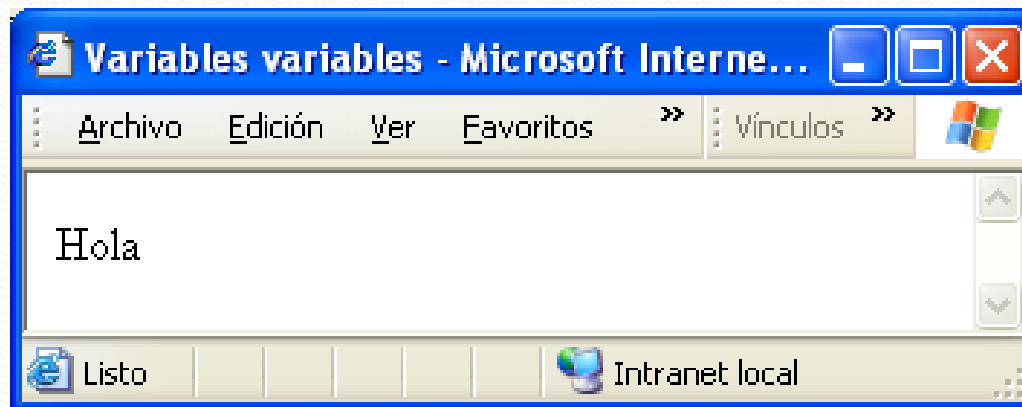 Variables variables - Microsoft Interne...
Archivo Edición Ver Favoritos » Vínculos »
Hola
Listo Intranet local